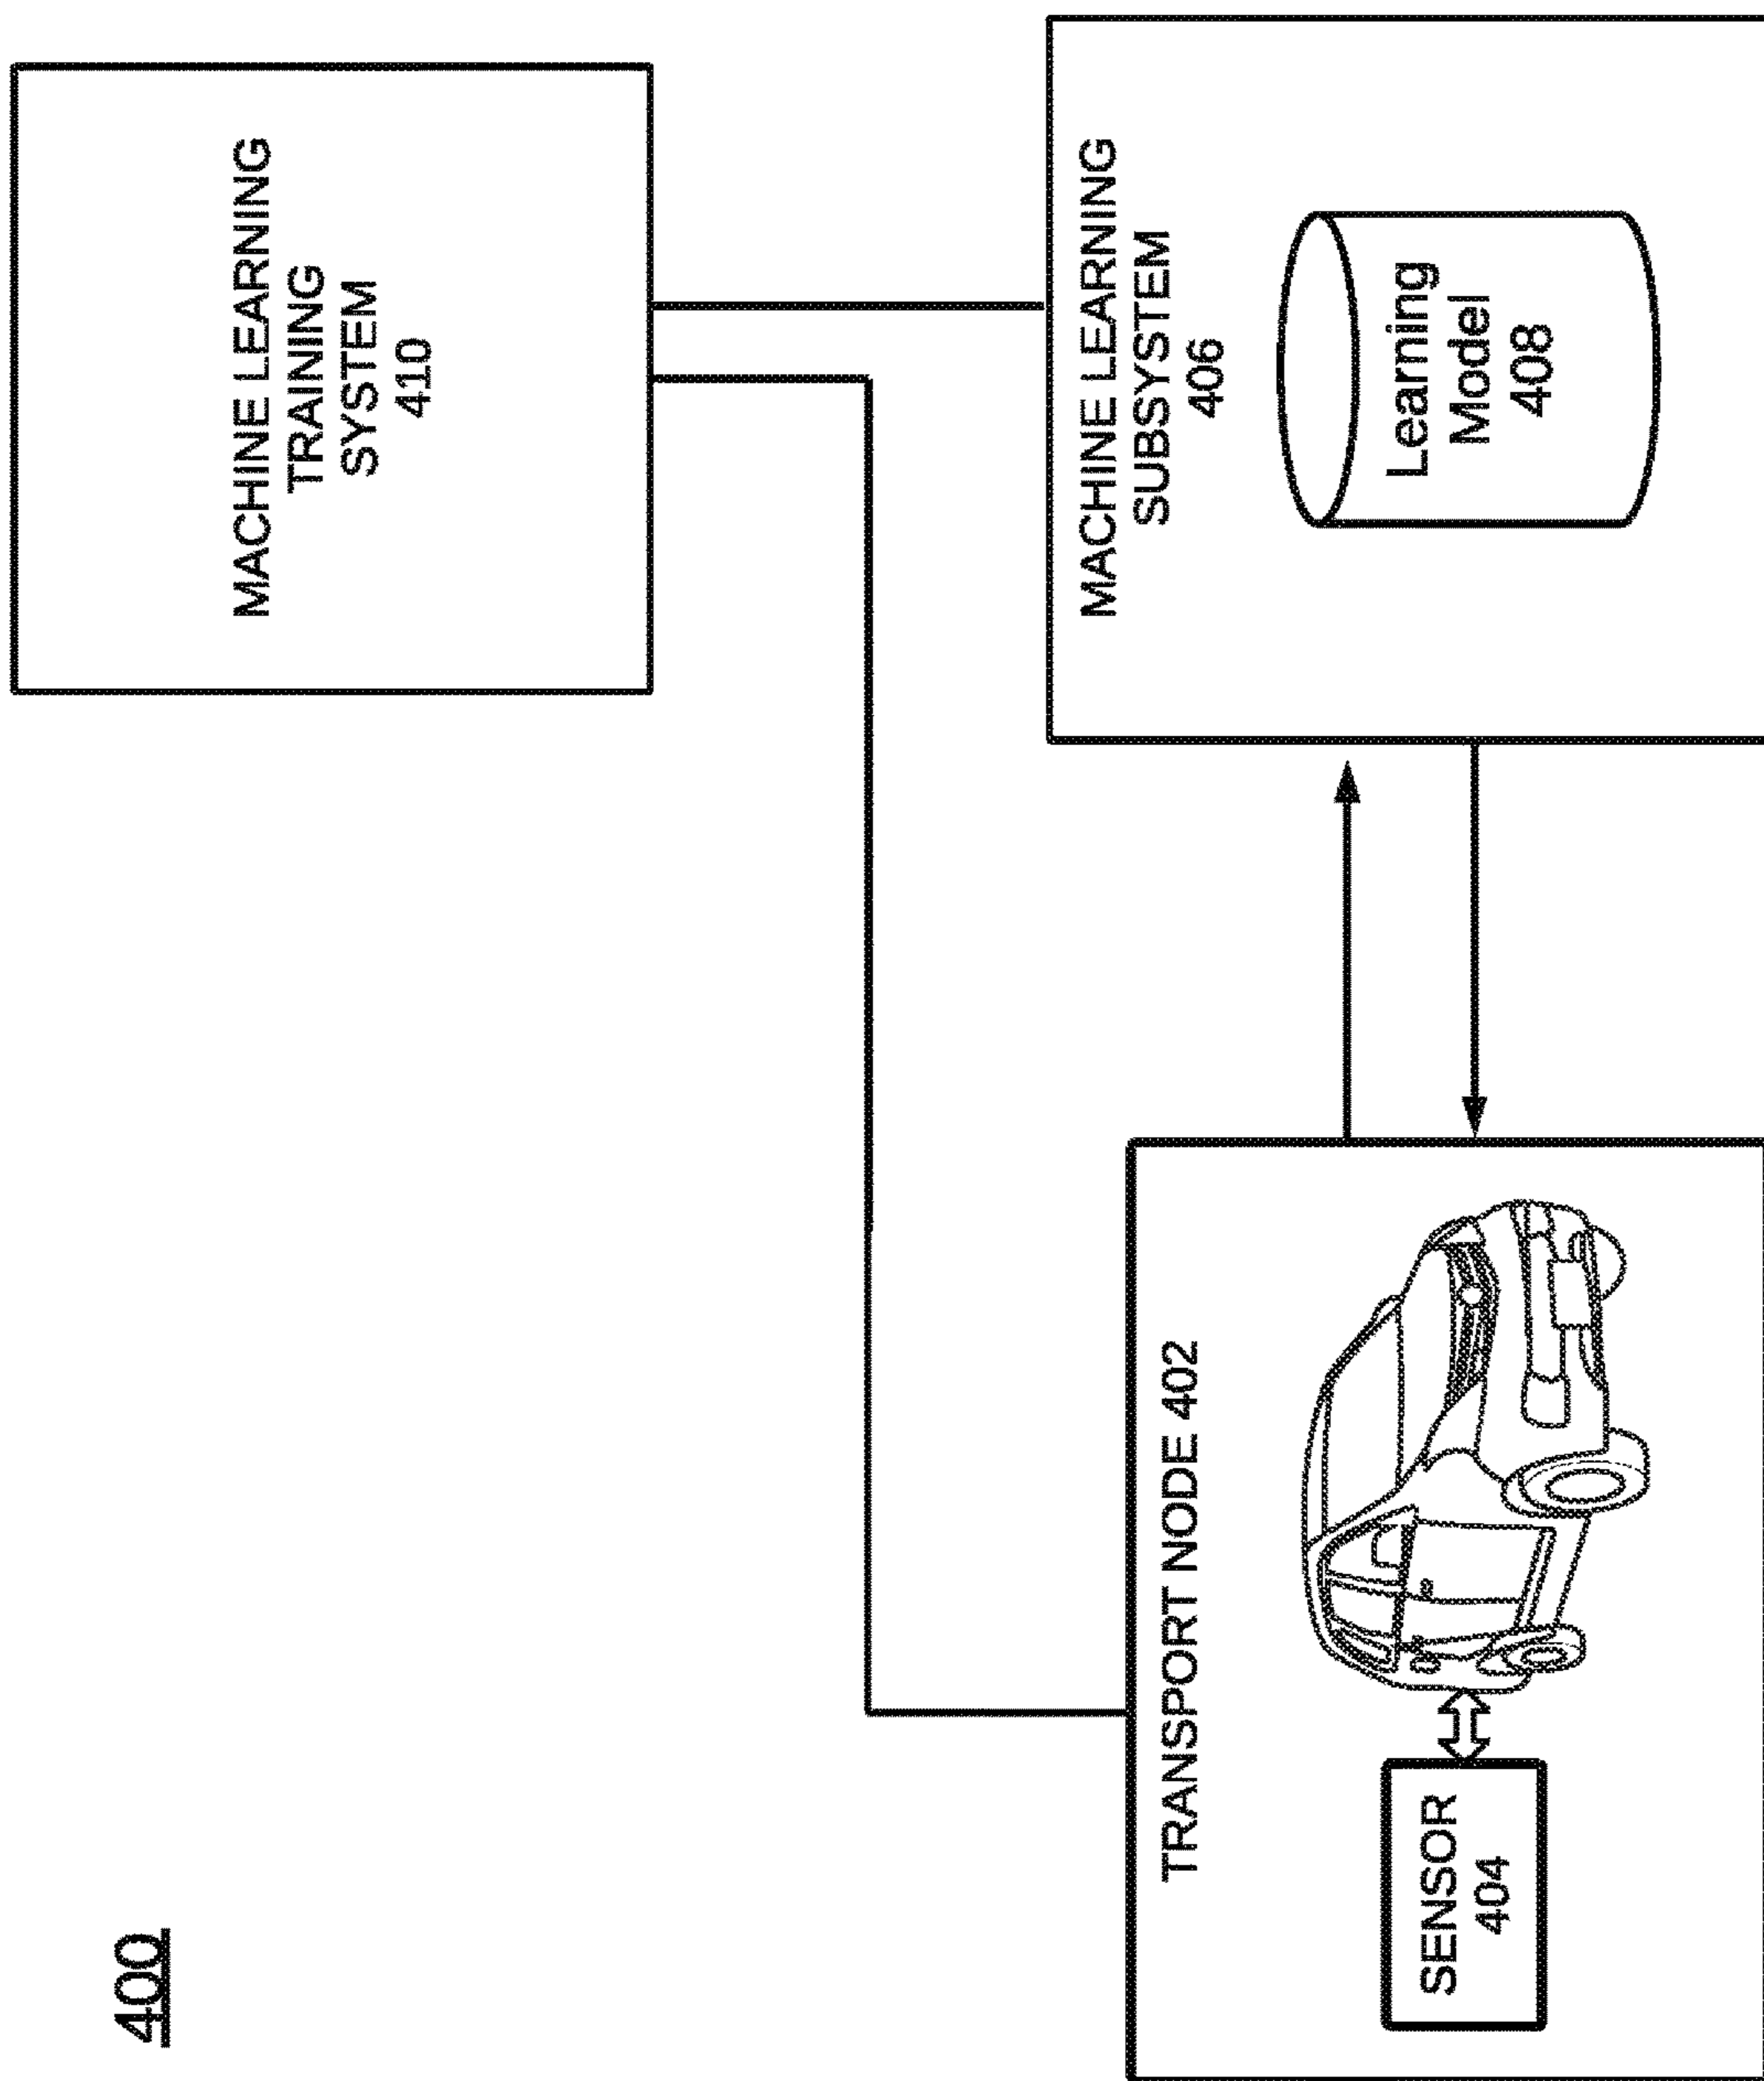 400
MACHINE LEARNING
TRAINING
SYSTEM
410
TRANSPORT NODE 402
SENSOR
404
MACHINE LEARNING
SUBSYSTEM
406
Learning
Model
408